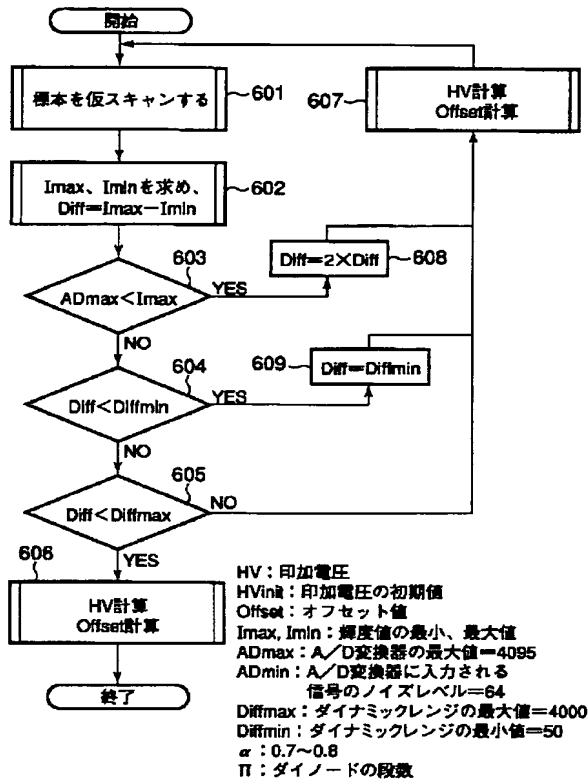 開始
標本を仮スキャンする
601
607
HV計算
Offset計算
Imax、Iminを求め、
Diff=Imax-Imin
602
603
ADmax<Imax
YES
Diff=2×Diff
608
NO
604
Diff<Diffmin
YES
609
Diff=Diffmin
NO
605
Diff<Diffmax
NO
YES
606
HV計算
Offset計算
終了
HV：印加電圧
HVinit：印加電圧の初期値
Offset：オフセット値
Imax, Imin：輝度値の最小、最大値
ADmax：A／D変換器の最大値=4095
ADmin：A／D変換器に入力される
信号のノイズレベル=64
Diffmax：ダイナミックレンジの最大値=4000
Diffmin：ダイナミックレンジの最小値=50
α：0.7〜0.8
π：ダイノードの段数